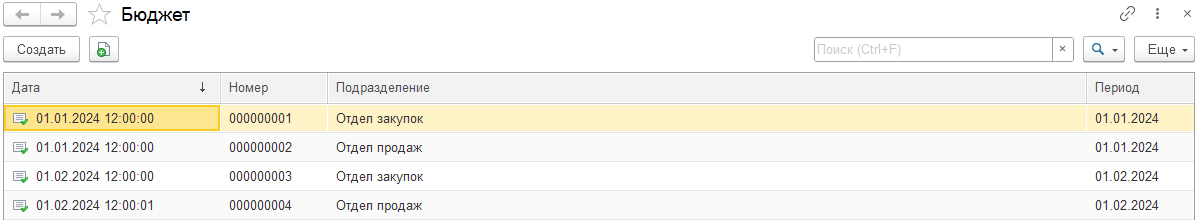 Бюджет
Создать Поиск (Ctrl+F) × Еще
Дата ↓ Номер Подразделение Период
01.01.2024 12:00:00 000000001 Отдел закупок 01.01.2024
01.01.2024 12:00:00 000000002 Отдел продаж 01.01.2024
01.02.2024 12:00:00 000000003 Отдел закупок 01.02.2024
01.02.2024 12:00:01 000000004 Отдел продаж 01.02.2024